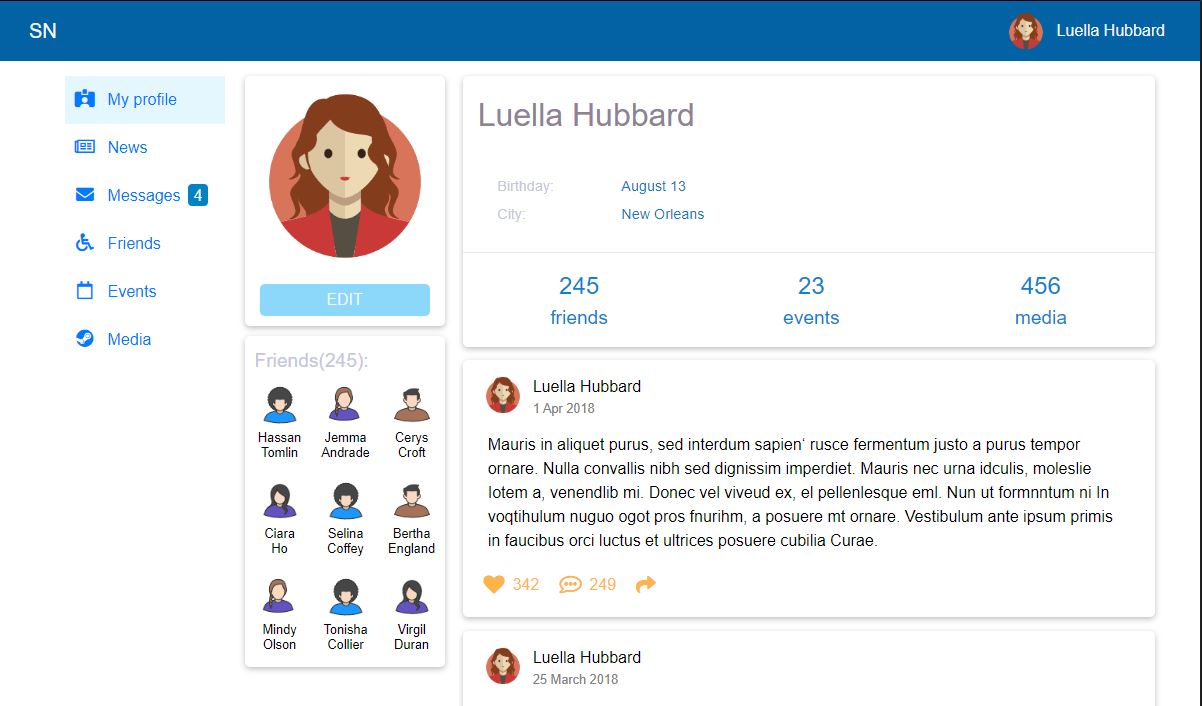 SN
Luella Hubbard
My profile
News
Messages 4
Friends
Events
Media
EDIT
Friends(245):
Hassan
Tomlin
Jemma
Andrade
Cerys
Croft
Ciara
Ho
Selina
Coffey
Bertha
England
Mindy
Olson
Tonisha
Collier
Virgil
Duran
Luella Hubbard
Birthday: August 13
City: New Orleans
245 23 456
friends events media
Luella Hubbard
1 Apr 2018
Mauris in aliquet purus, sed interdum sapien‘ rusce fermentum justo a purus tempor
ornare. Nulla convallis nibh sed dignissim imperdiet. Mauris nec urna idculis, moleslie
lotem a, venendlib mi. Donec vel viveud ex, el pellenlesque eml. Nun ut formnntum ni In
voqtihulum nuguo ogot pros fnurihm, a posuere mt ornare. Vestibulum ante ipsum primis
in faucibus orci luctus et ultrices posuere cubilia Curae.
342 249
Luella Hubbard
25 March 2018